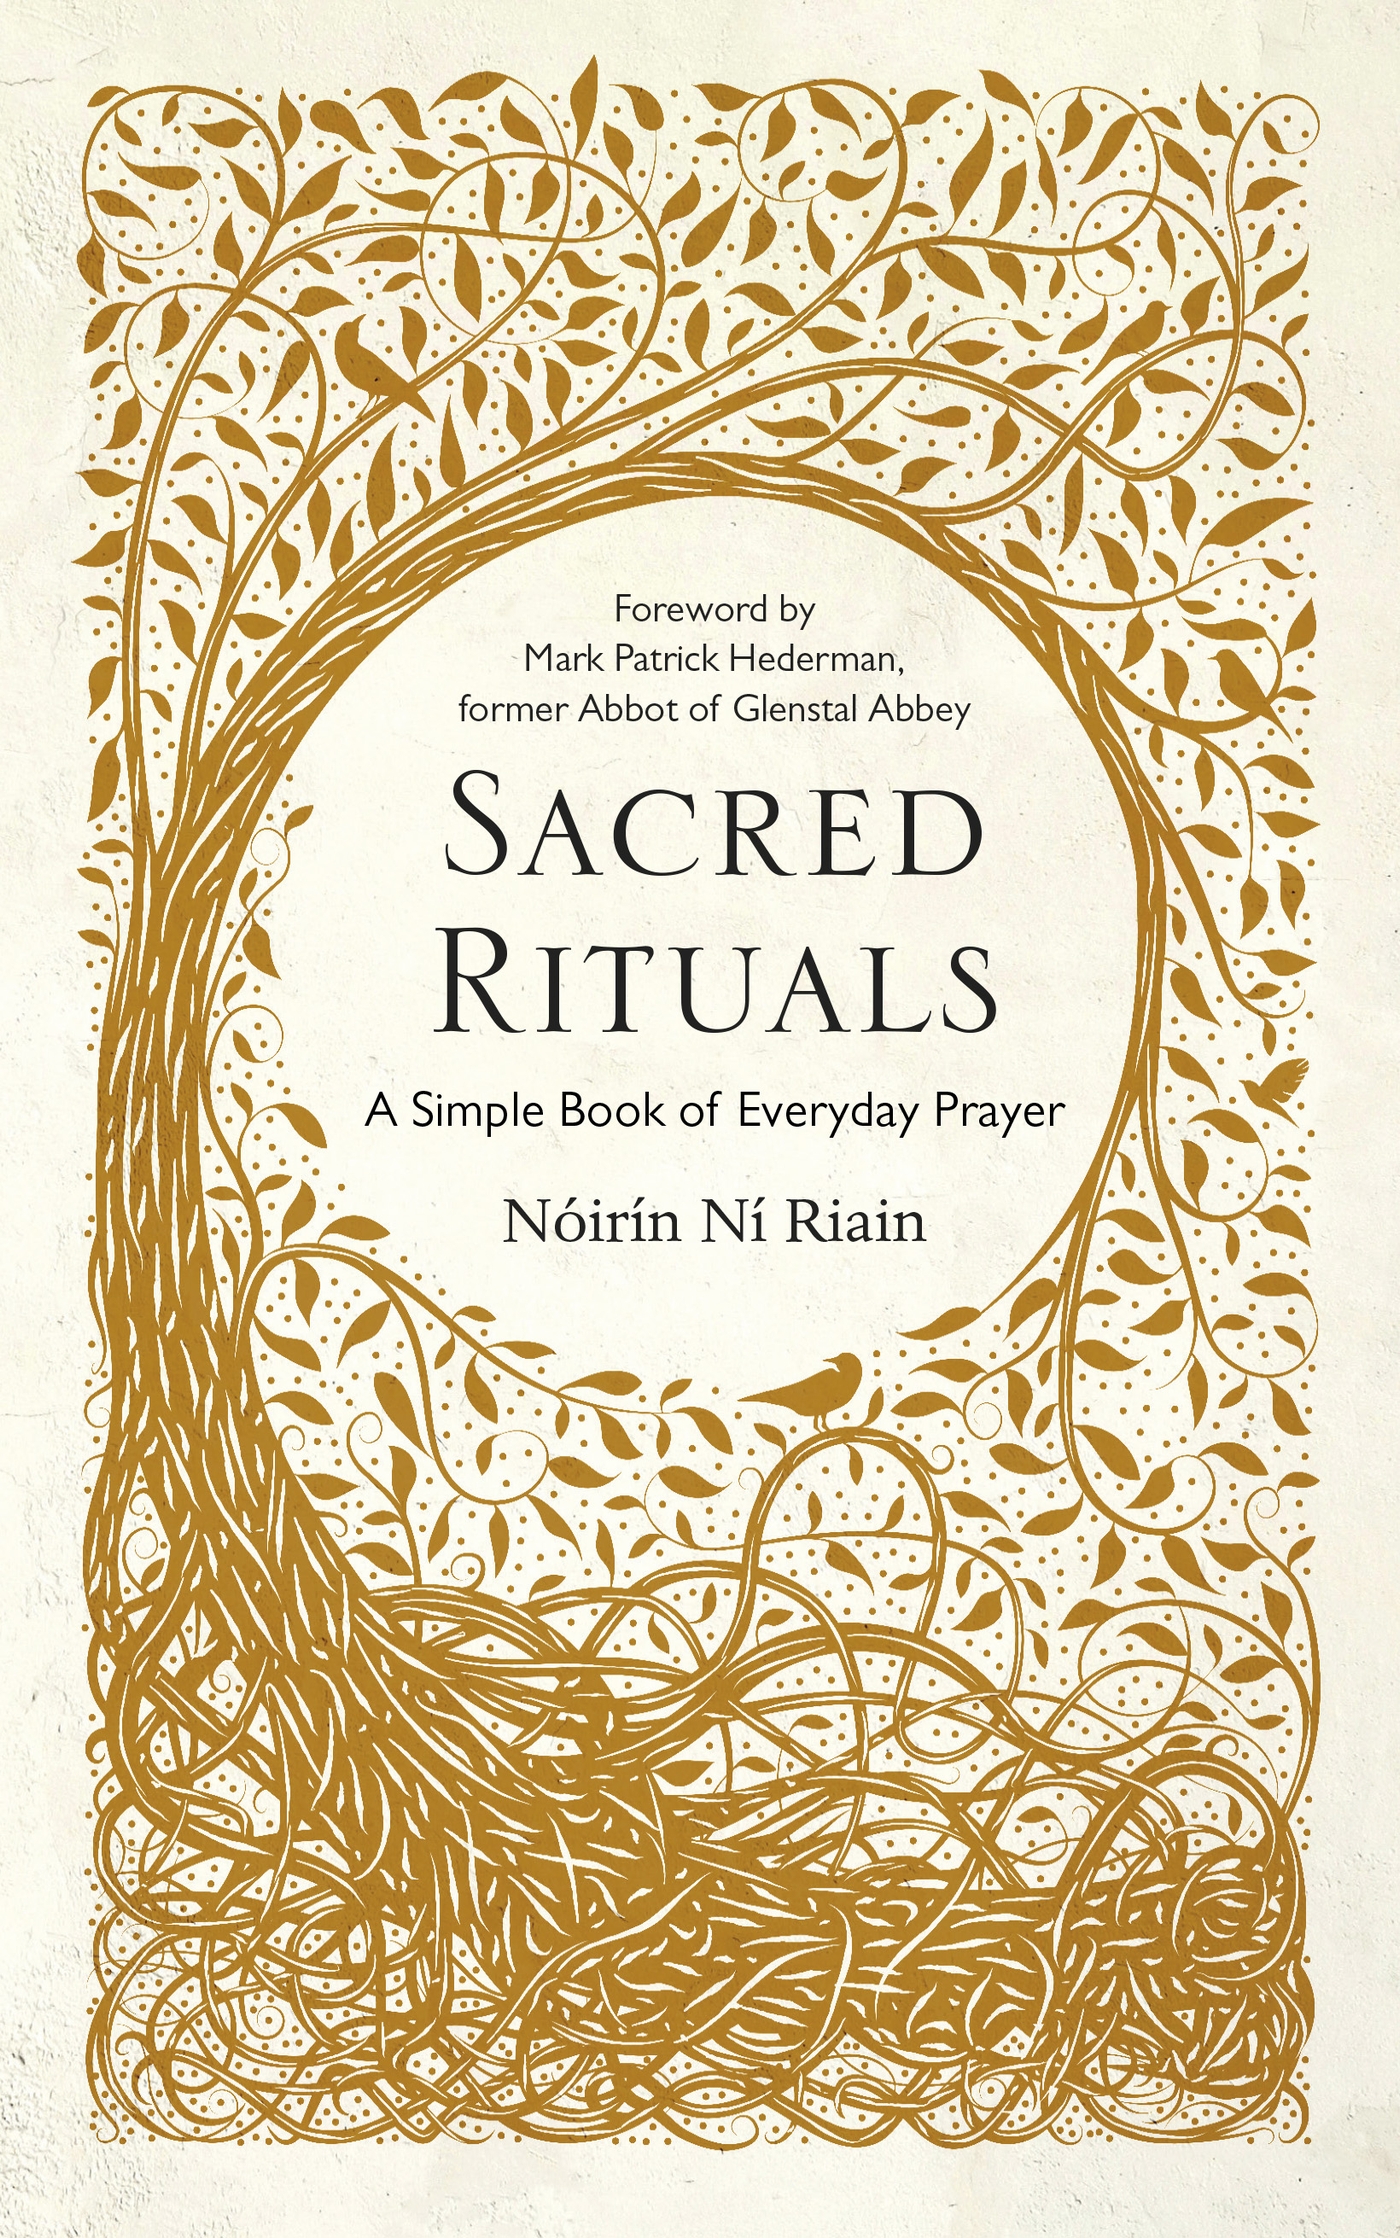 Foreword by
Mark Patrick Hederman,
former Abbot of Glenstal Abbey
SACRED
RITUALS
A Simple Book of Everyday Prayer
Nóirín Ní Riain